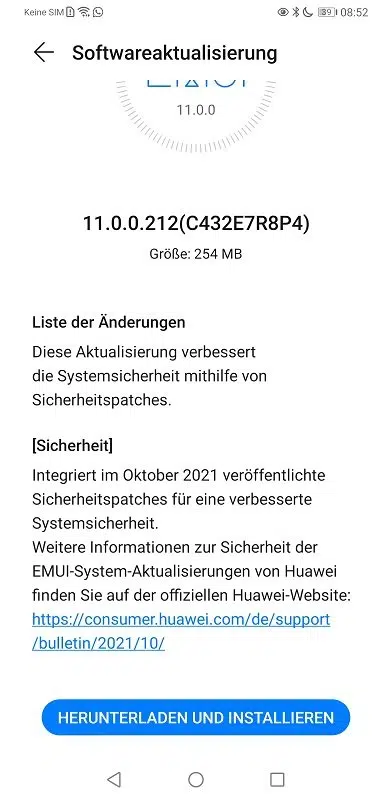 Keine SIM
89 08:52
Softwareaktualisierung
11.0.0
11.0.0.212(C432E7R8P4)
Größe: 254 MB
Liste der Änderungen
Diese Aktualisierung verbessert
die Systemsicherheit mithilfe von
Sicherheitspatches.
[Sicherheit]
Integriert im Oktober 2021 veröffentlichte
Sicherheitspatches für eine verbesserte
Systemsicherheit.
Weitere Informationen zur Sicherheit der
EMUI-System-Aktualisierungen von Huawei
finden Sie auf der offiziellen Huawei-Website:
https://consumer.huawei.com/de/support
/bulletin/2021/10/
HERUNTERLADEN UND INSTALLIEREN